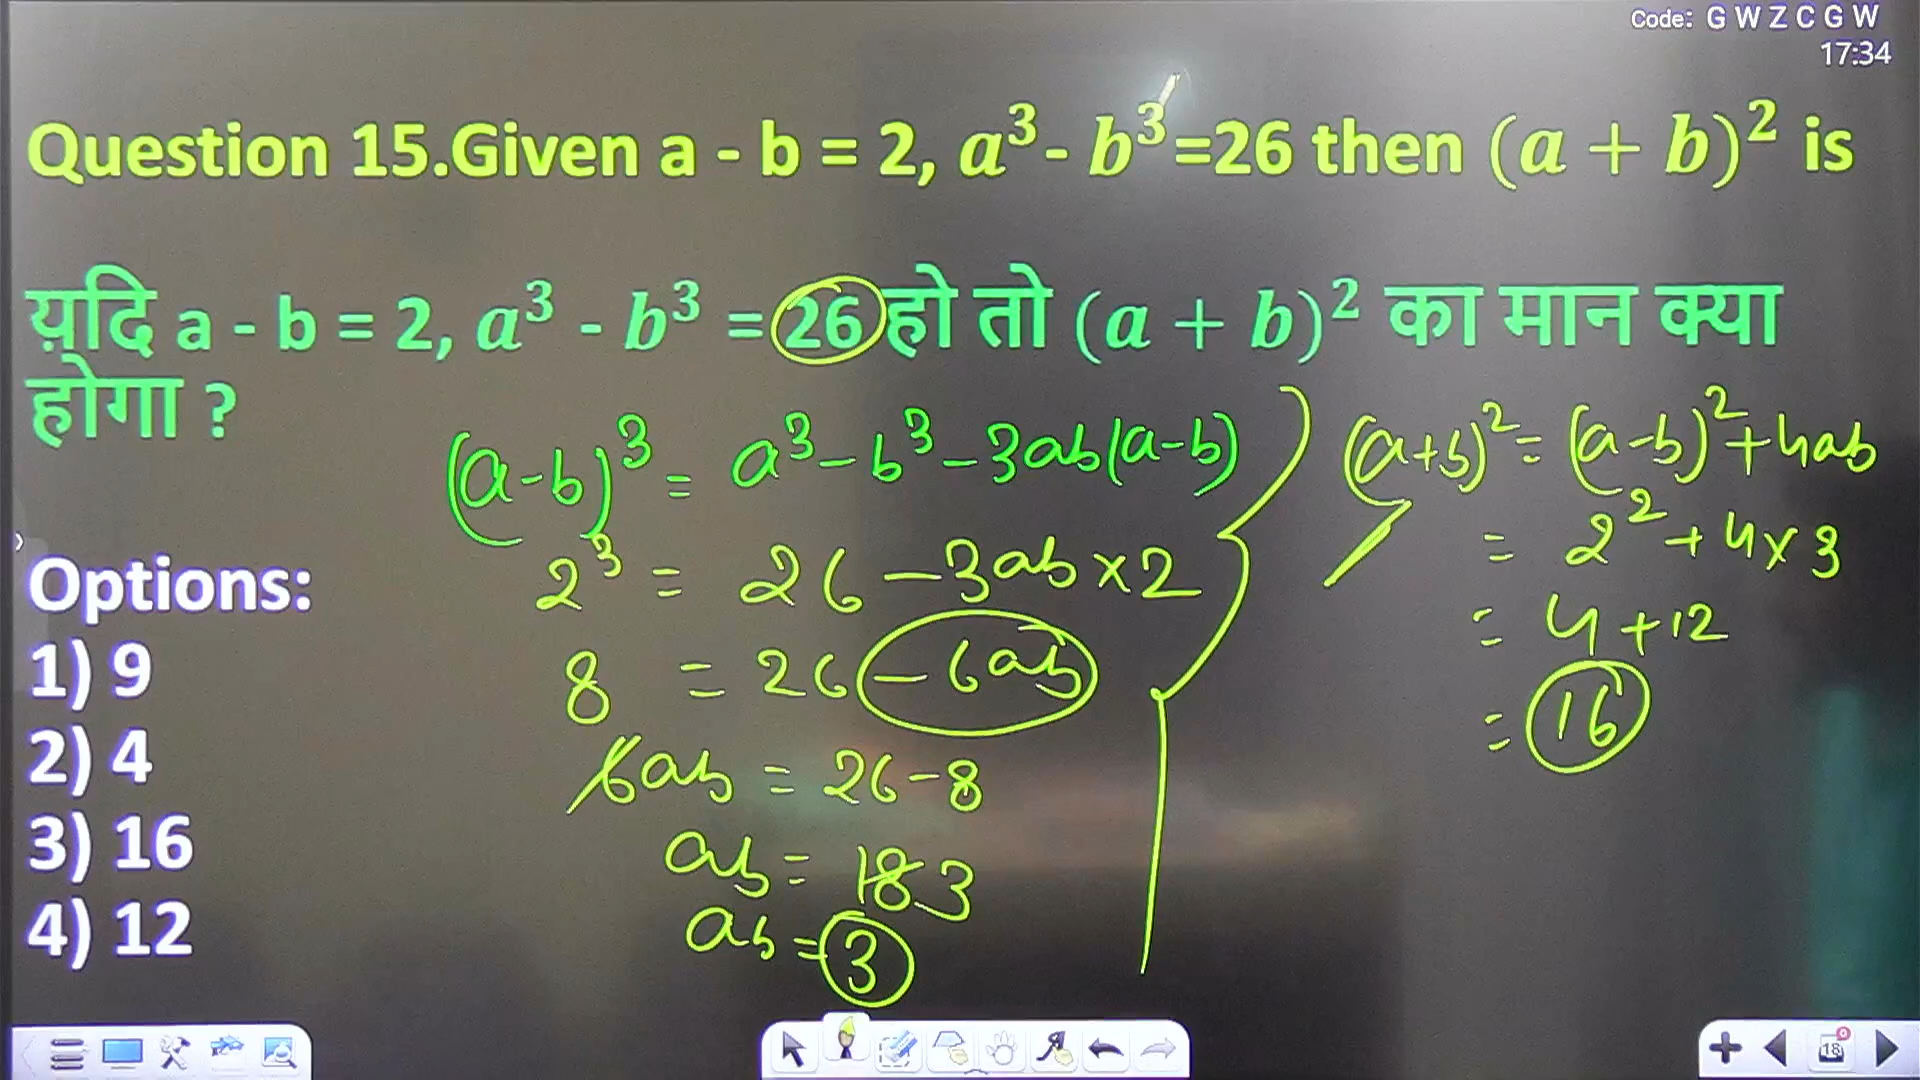 Code: G W Z C G W
17:34
Question 15.Given a - b = 2, a³- b³=26 then (a + b)² is
य़दि a - b = 2, a³ - b³ = 26 हो तो (a + b)² का मान क्या
होगा ?
Options:
1) 9
2) 4
3) 16
4) 12
(a-b)³ = a³-b³-3ab(a-b)
2³ = 26 - 3ab×2
8 = 26 - 6ab
6ab = 26-8
ab = 18 3
ab = 3
(a+b)² = (a-b)²+4ab
= 2²+4×3
= 4+12
= 16
18
0